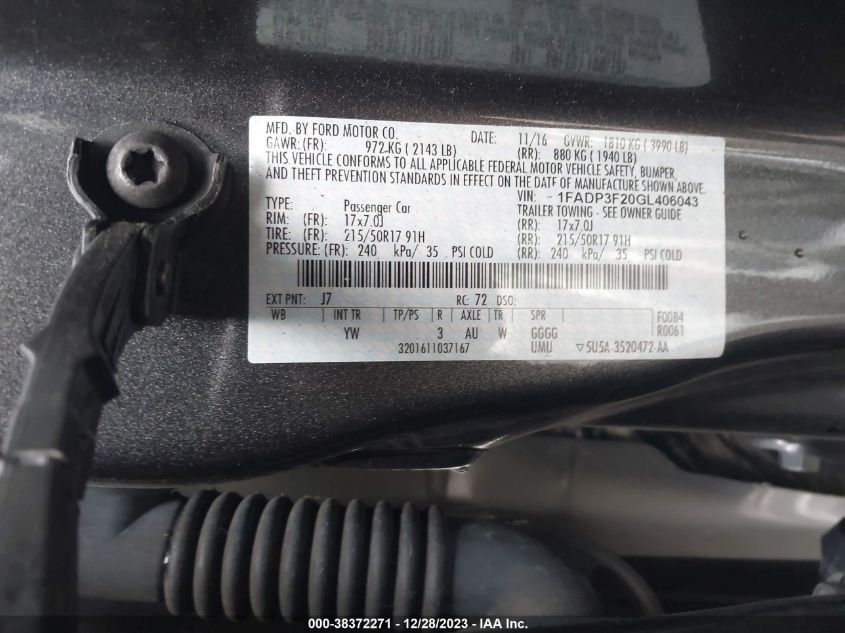 MFD. BY FORD MOTOR CO. DATE: 11/16 GVWR: 1810 KG ( 3990 LB)
GAWR: (FR): 972.KG ( 2143 LB) (RR): 880 KG ( 1940 LB)
THIS VEHICLE CONFORMS TO ALL APPLICABLE FEDERAL MOTOR VEHICLE SAFETY, BUMPER,
AND THEFT PREVENTION STANDARDS IN EFFECT ON THE DATE OF MANUFACTURE SHOWN ABOVE.
VIN: - 1FADP3F20GL406043
TYPE: Passenger Car TRAILER TOWING - SEE OWNER GUIDE
RIM: (FR): 17x7.0J (RR): 17x7.0J
TIRE: (FR): 215/50R17 91H (RR): 215/50R17 91H
PRESSURE: (FR): 240 kPa/ 35 PSI COLD (RR): 240 kPa/ 35 PSI COLD
EXT PNT: J7 RC: 72 DSO:
WB INT TR TP/PS R AXLE TR SPR F0084
YW 3 AU W GGGG R0061
3201611037167 UMU ▽5U5A-3520472-AA
000-38372271 - 12/28/2023 - IAA Inc.